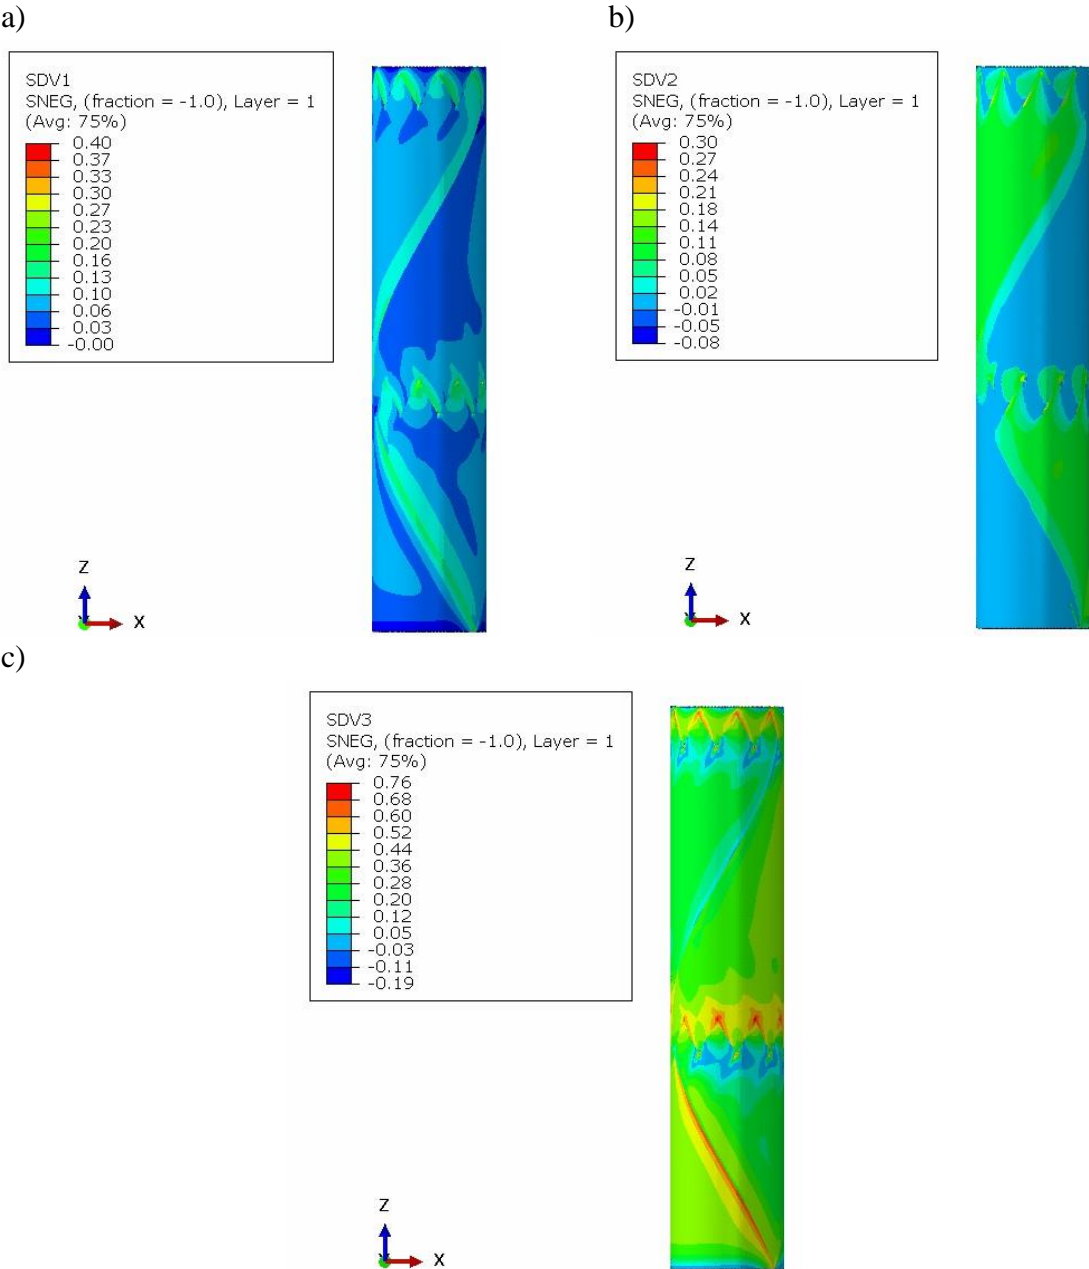 a)
SDV1
SNEG, (fraction = -1.0), Layer = 1
(Avg: 75%)
0.40
0.37
0.33
0.30
0.27
0.23
0.20
0.16
0.13
0.10
0.06
0.03
-0.00
Z
Y
X
b)
SDV2
SNEG, (fraction = -1.0), Layer = 1
(Avg: 75%)
0.30
0.27
0.24
0.21
0.18
0.14
0.11
0.08
0.05
0.02
-0.01
-0.05
-0.08
Z
Y
X
c)
SDV3
SNEG, (fraction = -1.0), Layer = 1
(Avg: 75%)
0.76
0.68
0.60
0.52
0.44
0.36
0.28
0.20
0.12
0.05
-0.03
-0.11
-0.19
Z
Y
X